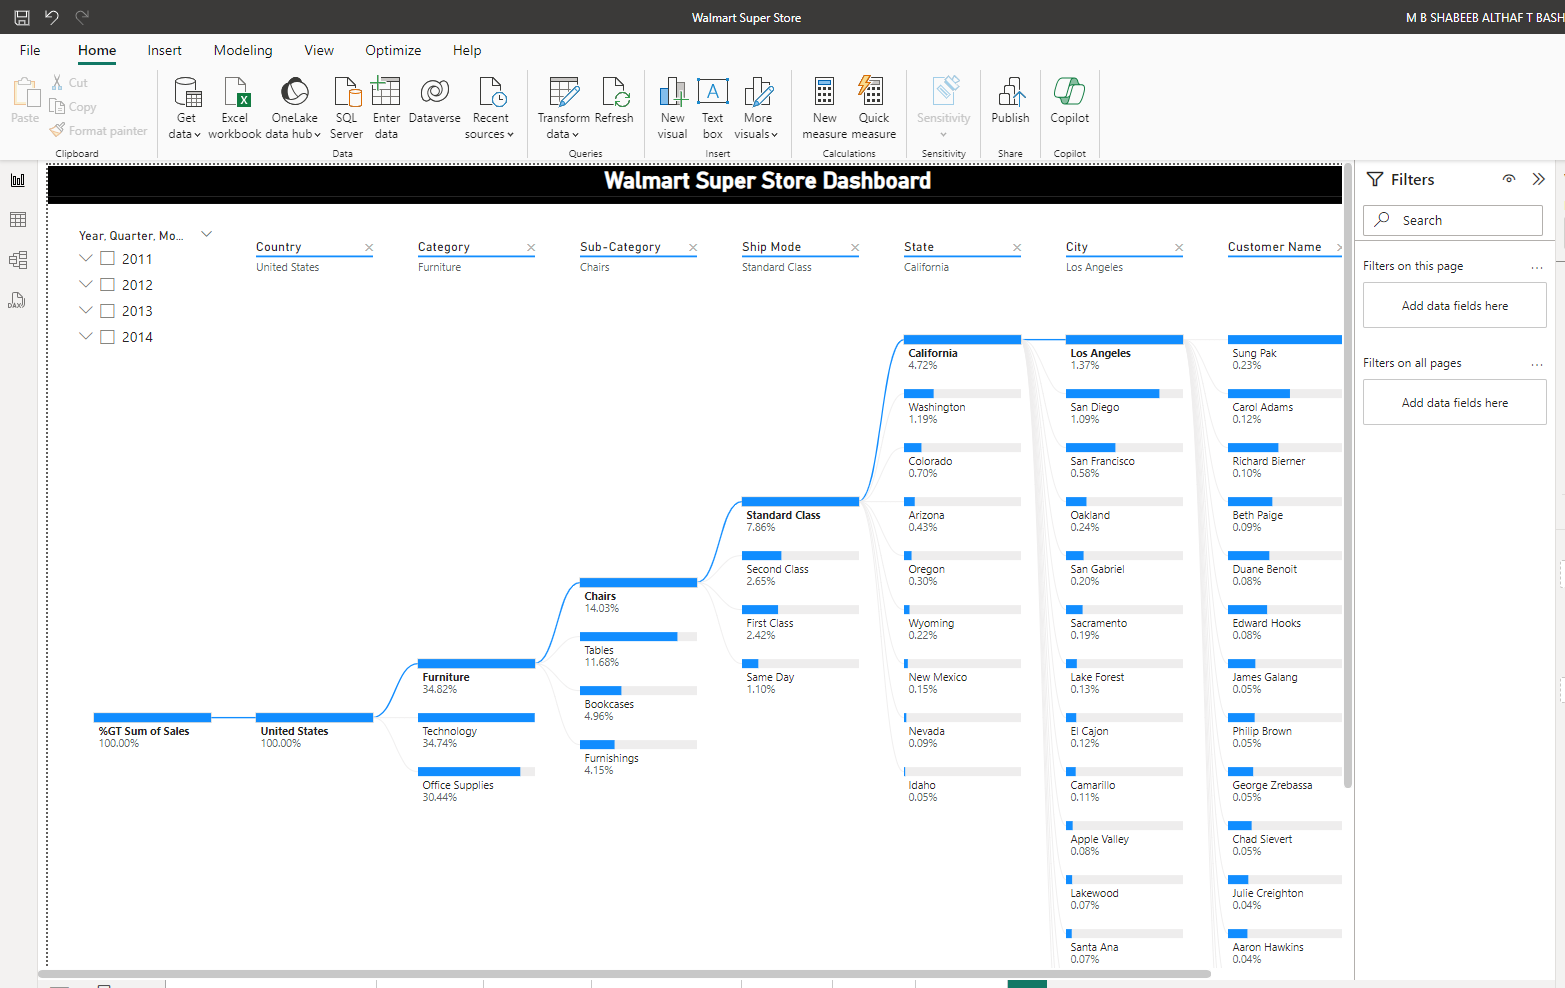 Walmart Super Store
M B SHABEEB ALTHAF T BASH
File Home Insert Modeling View Optimize Help
Paste
Cut
Copy
Format painter
Clipboard
Get data
Excel workbook
OneLake data hub
SQL Server
Enter data
Dataverse
Recent sources
Data
Transform data
Refresh
Queries
New visual
Text box
More visuals
Insert
New measure
Quick measure
Calculations
Sensitivity
Sensitivity
Publish
Share
Copilot
Copilot
Walmart Super Store Dashboard
Year, Quarter, Mo...
2011
2012
2013
2014
Country
United States
Category
Furniture
Sub-Category
Chairs
Ship Mode
Standard Class
State
California
City
Los Angeles
Customer Name
%GT Sum of Sales
100.00%
United States
100.00%
Furniture
34.82%
Technology
34.74%
Office Supplies
30.44%
Chairs
14.03%
Tables
11.68%
Bookcases
4.96%
Furnishings
4.15%
Standard Class
7.86%
Second Class
2.65%
First Class
2.42%
Same Day
1.10%
California
4.72%
Washington
1.19%
Colorado
0.70%
Arizona
0.43%
Oregon
0.30%
Wyoming
0.22%
New Mexico
0.15%
Nevada
0.09%
Idaho
0.05%
Los Angeles
1.37%
San Diego
1.09%
San Francisco
0.58%
Oakland
0.24%
San Gabriel
0.20%
Sacramento
0.19%
Lake Forest
0.13%
El Cajon
0.12%
Camarillo
0.11%
Apple Valley
0.08%
Lakewood
0.07%
Santa Ana
0.07%
Sung Pak
0.23%
Carol Adams
0.12%
Richard Bierner
0.10%
Beth Paige
0.09%
Duane Benoit
0.08%
Edward Hooks
0.08%
James Galang
0.05%
Philip Brown
0.05%
George Zrebassa
0.05%
Chad Sievert
0.05%
Julie Creighton
0.04%
Aaron Hawkins
0.04%
Filters
Search
Filters on this page
...
Add data fields here
Filters on all pages
...
Add data fields here
DAX